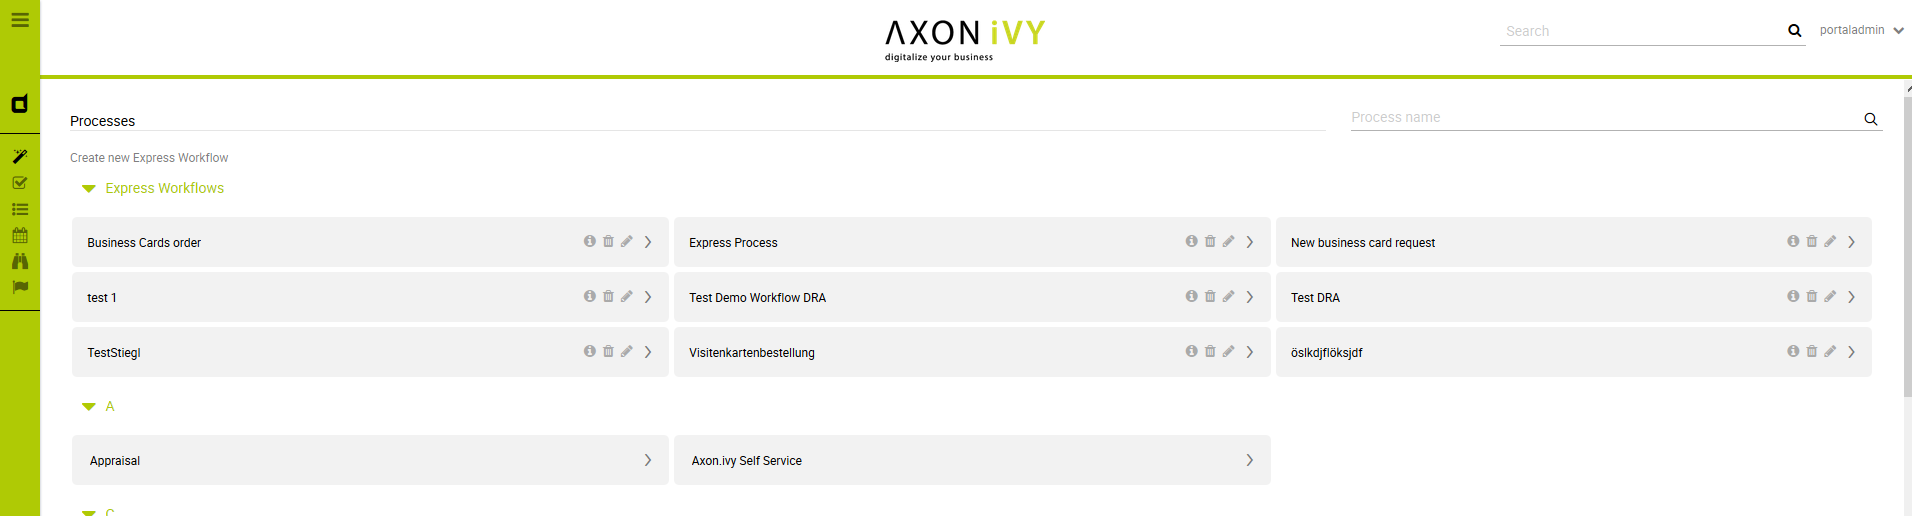 AXON iVY
digitalize your business
Search
portaladmin
Processes
Process name
Create new Express Workflow
Express Workflows
Business Cards order
Express Process
New business card request
test 1
Test Demo Workflow DRA
Test DRA
TestStiegl
Visitenkartenbestellung
öslkdjflöksjdf
A
Appraisal
Axon.ivy Self Service
C